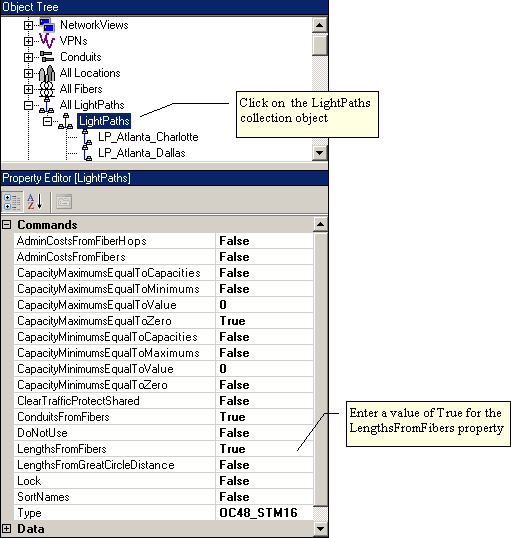 Object Tree
NetworkViews
VPNs
Conduits
All Locations
All Fibers
All LightPaths
LightPaths
LP_Atlanta_Charlotte
LP_Atlanta_Dallas
Click on the LightPaths
collection object
Property Editor [LightPaths]
Commands
AdminCostsFromFiberHops False
AdminCostsFromFibers False
CapacityMaximumsEqualToCapacities False
CapacityMaximumsEqualToMinimums False
CapacityMaximumsEqualToValue 0
CapacityMaximumsEqualToZero True
CapacityMinimumsEqualToCapacities False
CapacityMinimumsEqualToMaximums False
CapacityMinimumsEqualToValue 0
CapacityMinimumsEqualToZero False
ClearTrafficProtectShared False
ConduitsFromFibers True
DoNotUse False
LengthsFromFibers True
LengthsFromGreatCircleDistance False
Lock False
SortNames False
Type OC48_STM16
Data
Enter a value of True for the
LengthsFromFibers property